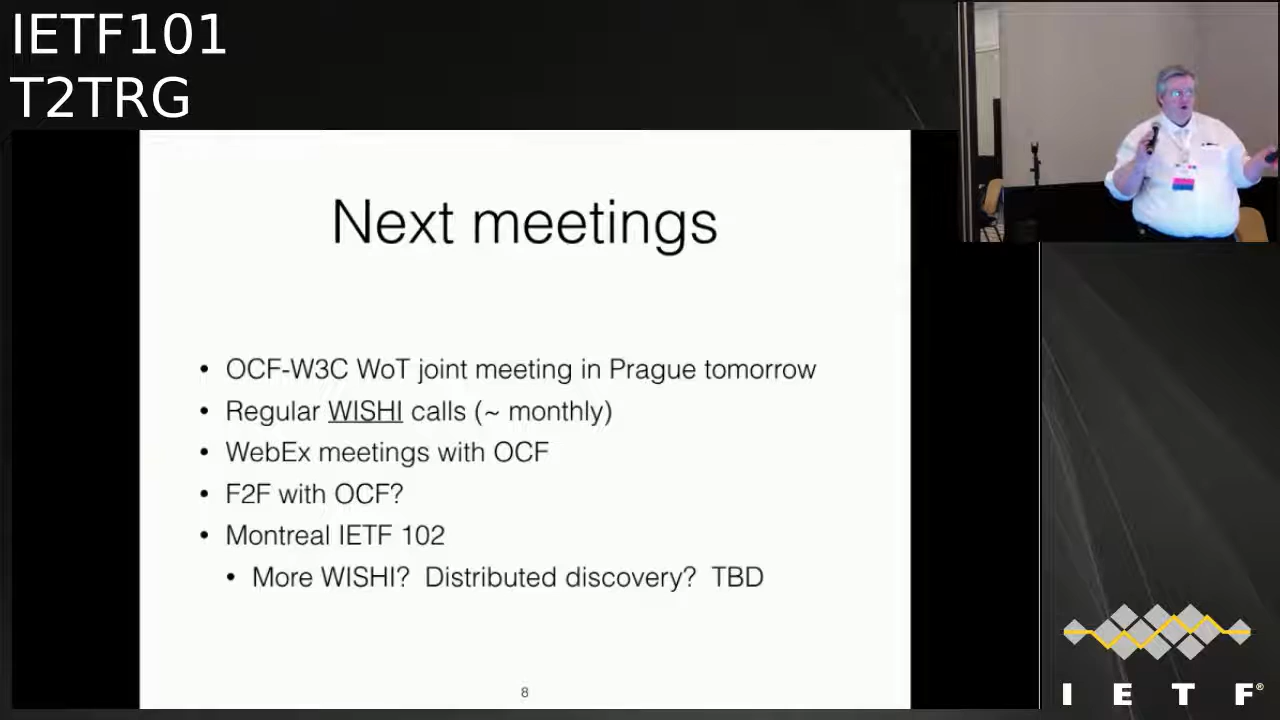 IETF101
T2TRG
Next meetings
• OCF-W3C WoT joint meeting in Prague tomorrow
• Regular WISHI calls (~ monthly)
• WebEx meetings with OCF
• F2F with OCF?
• Montreal IETF 102
• More WISHI? Distributed discovery? TBD
8
I E T F®